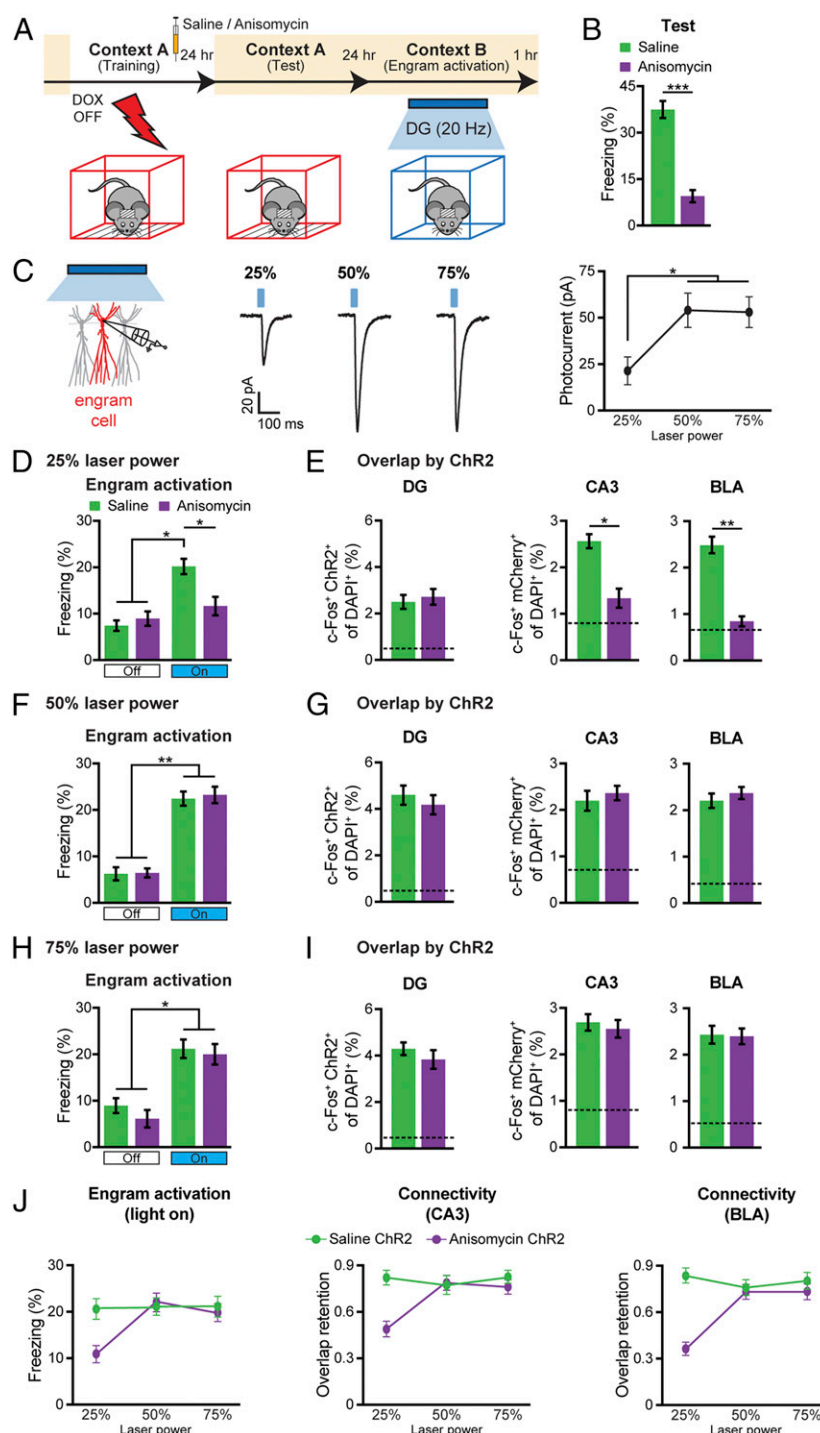 A
Saline / Anisomycin
Context A
(Training)
24 hr
Context A
(Test)
24 hr
Context B
(Engram activation)
1 hr
DOX
OFF
DG (20 Hz)
B
Test
Saline
Anisomycin
***
Freezing (%)
45
30
15
0
C
engram
cell
25%
50%
75%
20 pA
100 ms
*
Photocurrent (pA)
75
50
25
0
25%
50%
75%
Laser power
D 25% laser power
Engram activation
Saline
Anisomycin
*
*
Freezing (%)
30
20
10
0
Off
On
E Overlap by ChR2
DG
c-Fos+ ChR2+
of DAPI+ (%)
6
4
2
0
CA3
*
c-Fos+ mCherry+
of DAPI+ (%)
3
2
1
0
BLA
**
3
2
1
0
F 50% laser power
Engram activation
**
Freezing (%)
30
20
10
0
Off
On
G Overlap by ChR2
DG
c-Fos+ ChR2+
of DAPI+ (%)
6
4
2
0
CA3
c-Fos+ mCherry+
of DAPI+ (%)
3
2
1
0
BLA
3
2
1
0
H 75% laser power
Engram activation
*
Freezing (%)
30
20
10
0
Off
On
I Overlap by ChR2
DG
c-Fos+ ChR2+
of DAPI+ (%)
6
4
2
0
CA3
c-Fos+ mCherry+
of DAPI+ (%)
3
2
1
0
BLA
3
2
1
0
J
Engram activation
(light on)
Freezing (%)
30
20
10
0
25%
50%
75%
Laser power
Connectivity
(CA3)
Saline ChR2
Anisomycin ChR2
Overlap retention
0.9
0.6
0.3
0
25%
50%
75%
Laser power
Connectivity
(BLA)
Overlap retention
0.9
0.6
0.3
0
25%
50%
75%
Laser power